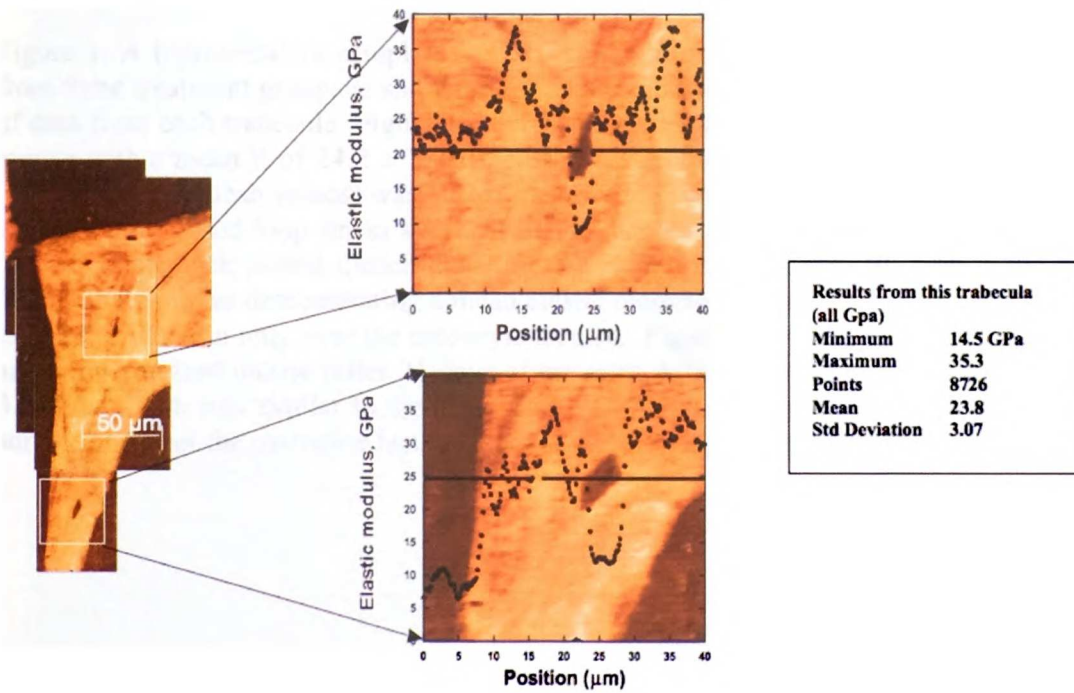 40
35
30
25
20
15
10
5
Elastic modulus, GPa
0 5 10 15 20 25 30 35 40
Position (µm)
50 µm
35
30
25
20
15
10
5
0
Elastic modulus, GPa
0 5 10 15 20 25 30 35 40
Position (µm)
Results from this trabecula
(all Gpa)
Minimum 14.5 GPa
Maximum 35.3
Points 8726
Mean 23.8
Std Deviation 3.07